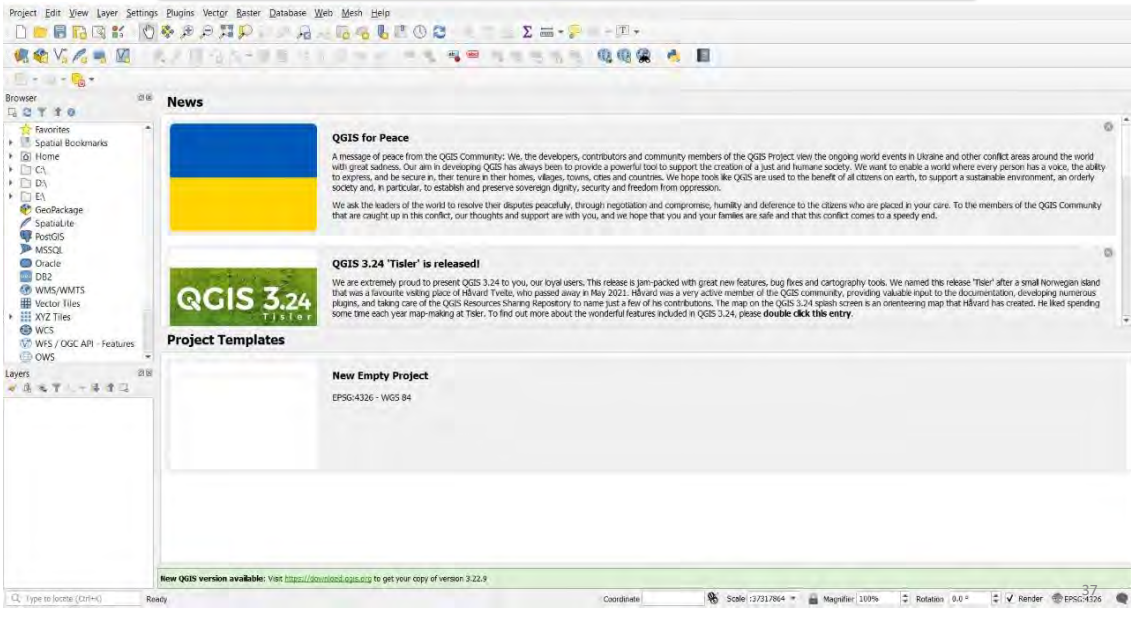 Project Edit View Layer Settings Plugins Vector Raster Database Web Mesh Help
Browser
Favorites
Spatial Bookmarks
Home
C:\
D:\
E:\
GeoPackage
SpatiaLite
PostGIS
MSSQL
Oracle
DB2
WMS/WMTS
Vector Tiles
XYZ Tiles
WCS
WFS / OGC API - Features
OWS
Layers
News
QGIS for Peace
A message of peace from the QGIS Community: We, the developers, contributors and community members of the QGIS Project view the ongoing world events in Ukraine and other conflict areas around the world
with great sadness. Our aim in developing QGIS has always been to provide a powerful tool to support the creation of a just and humane society. We want to enable a world where every person has a voice, the ability
to express, and be secure in, their tenure in their homes, villages, towns, cities and countries. We hope tools like QGIS are used to the benefit of all citizens on earth, to support a sustainable environment, an orderly
society and, in particular, to establish and preserve sovereign dignity, security and freedom from oppression.
We ask the leaders of the world to resolve their disputes peacefully, through negotiation and compromise, humility and deference to the citizens who are placed in your care. To the members of the QGIS Community
that are caught up in this conflict, our thoughts and support are with you, and we hope that you and your families are safe and that this conflict comes to a speedy end.
QGIS 3.24
Tisler
QGIS 3.24 'Tisler' is released!
We are extremely proud to present QGIS 3.24 to you, our loyal users. This release is jam-packed with great new features, bug fixes and cartography tools. We named this release 'Tisler' after a small Norwegian island
that was a favourite visiting place of Håvard Tveite, who passed away in May 2021. Håvard was a very active member of the QGIS community, providing valuable input to the documentation, developing numerous
plugins, and taking care of the QGIS Resources Sharing Repository to name just a few of his contributions. The map on the QGIS 3.24 splash screen is an orienteering map that Håvard has created. He liked spending
some time each year map-making at Tisler. To find out more about the wonderful features included in QGIS 3.24, please double click this entry.
Project Templates
New Empty Project
EPSG:4326 - WGS 84
New QGIS version available: Visit https://download.qgis.org to get your copy of version 3.22.9
37
Type to locate (Ctrl+K) Ready Coordinate Scale :37317864 Magnifier 100% Rotation 0.0 ° Render EPSG:4326